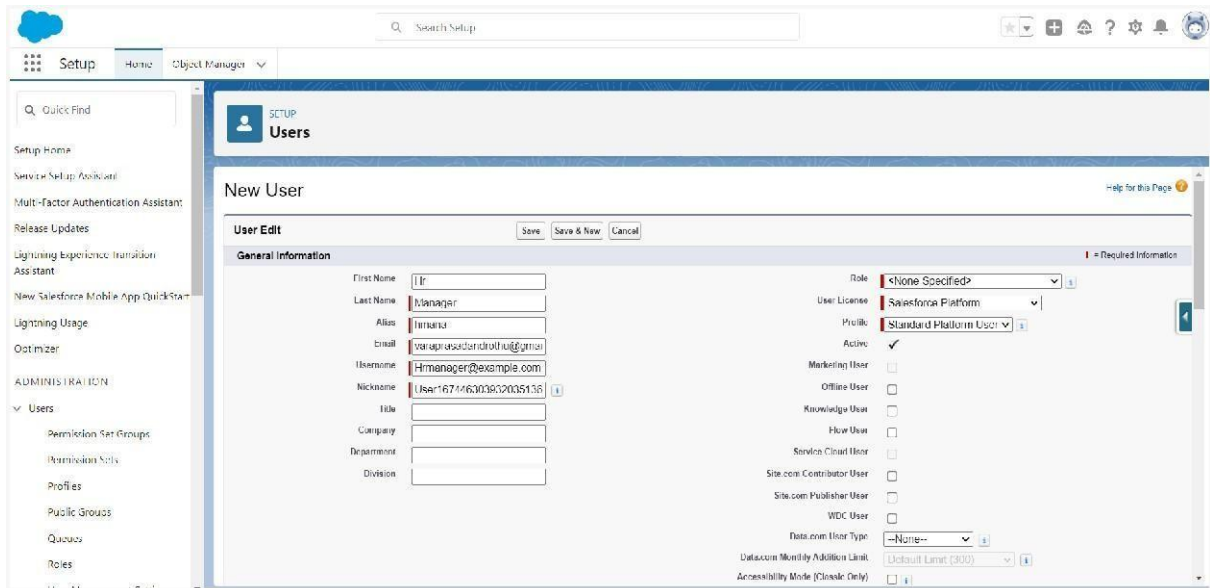 Search Setup
Setup
Home
Object Manager
Quick Find
Setup Home
Service Setup Assistant
Multi-Factor Authentication Assistant
Release Updates
Lightning Experience Transition
Assistant
New Salesforce Mobile App QuickStart
Lightning Usage
Optimizer
ADMINISTRATION
Users
Permission Set Groups
Permission Sets
Profiles
Public Groups
Queues
Roles
SETUP
Users
New User
Help for this Page
User Edit
Save
Save & New
Cancel
General Information
= Required Information
First Name
Hr
Last Name
Manager
Alias
hmana
Email
varaprasadandrothu@gmai
Username
Hrmanager@example.com
Nickname
User16744630393203513
Title
Company
Department
Division
Role
<None Specified>
User License
Salesforce Platform
Profile
Standard Platform User
Active
Marketing User
Offline User
Knowledge User
Flow User
Service Cloud User
Site.com Contributor User
Site.com Publisher User
WDC User
Data.com User Type
--None--
Data.com Monthly Addition Limit
Default Limit (300)
Accessibility Mode (Classic Only)